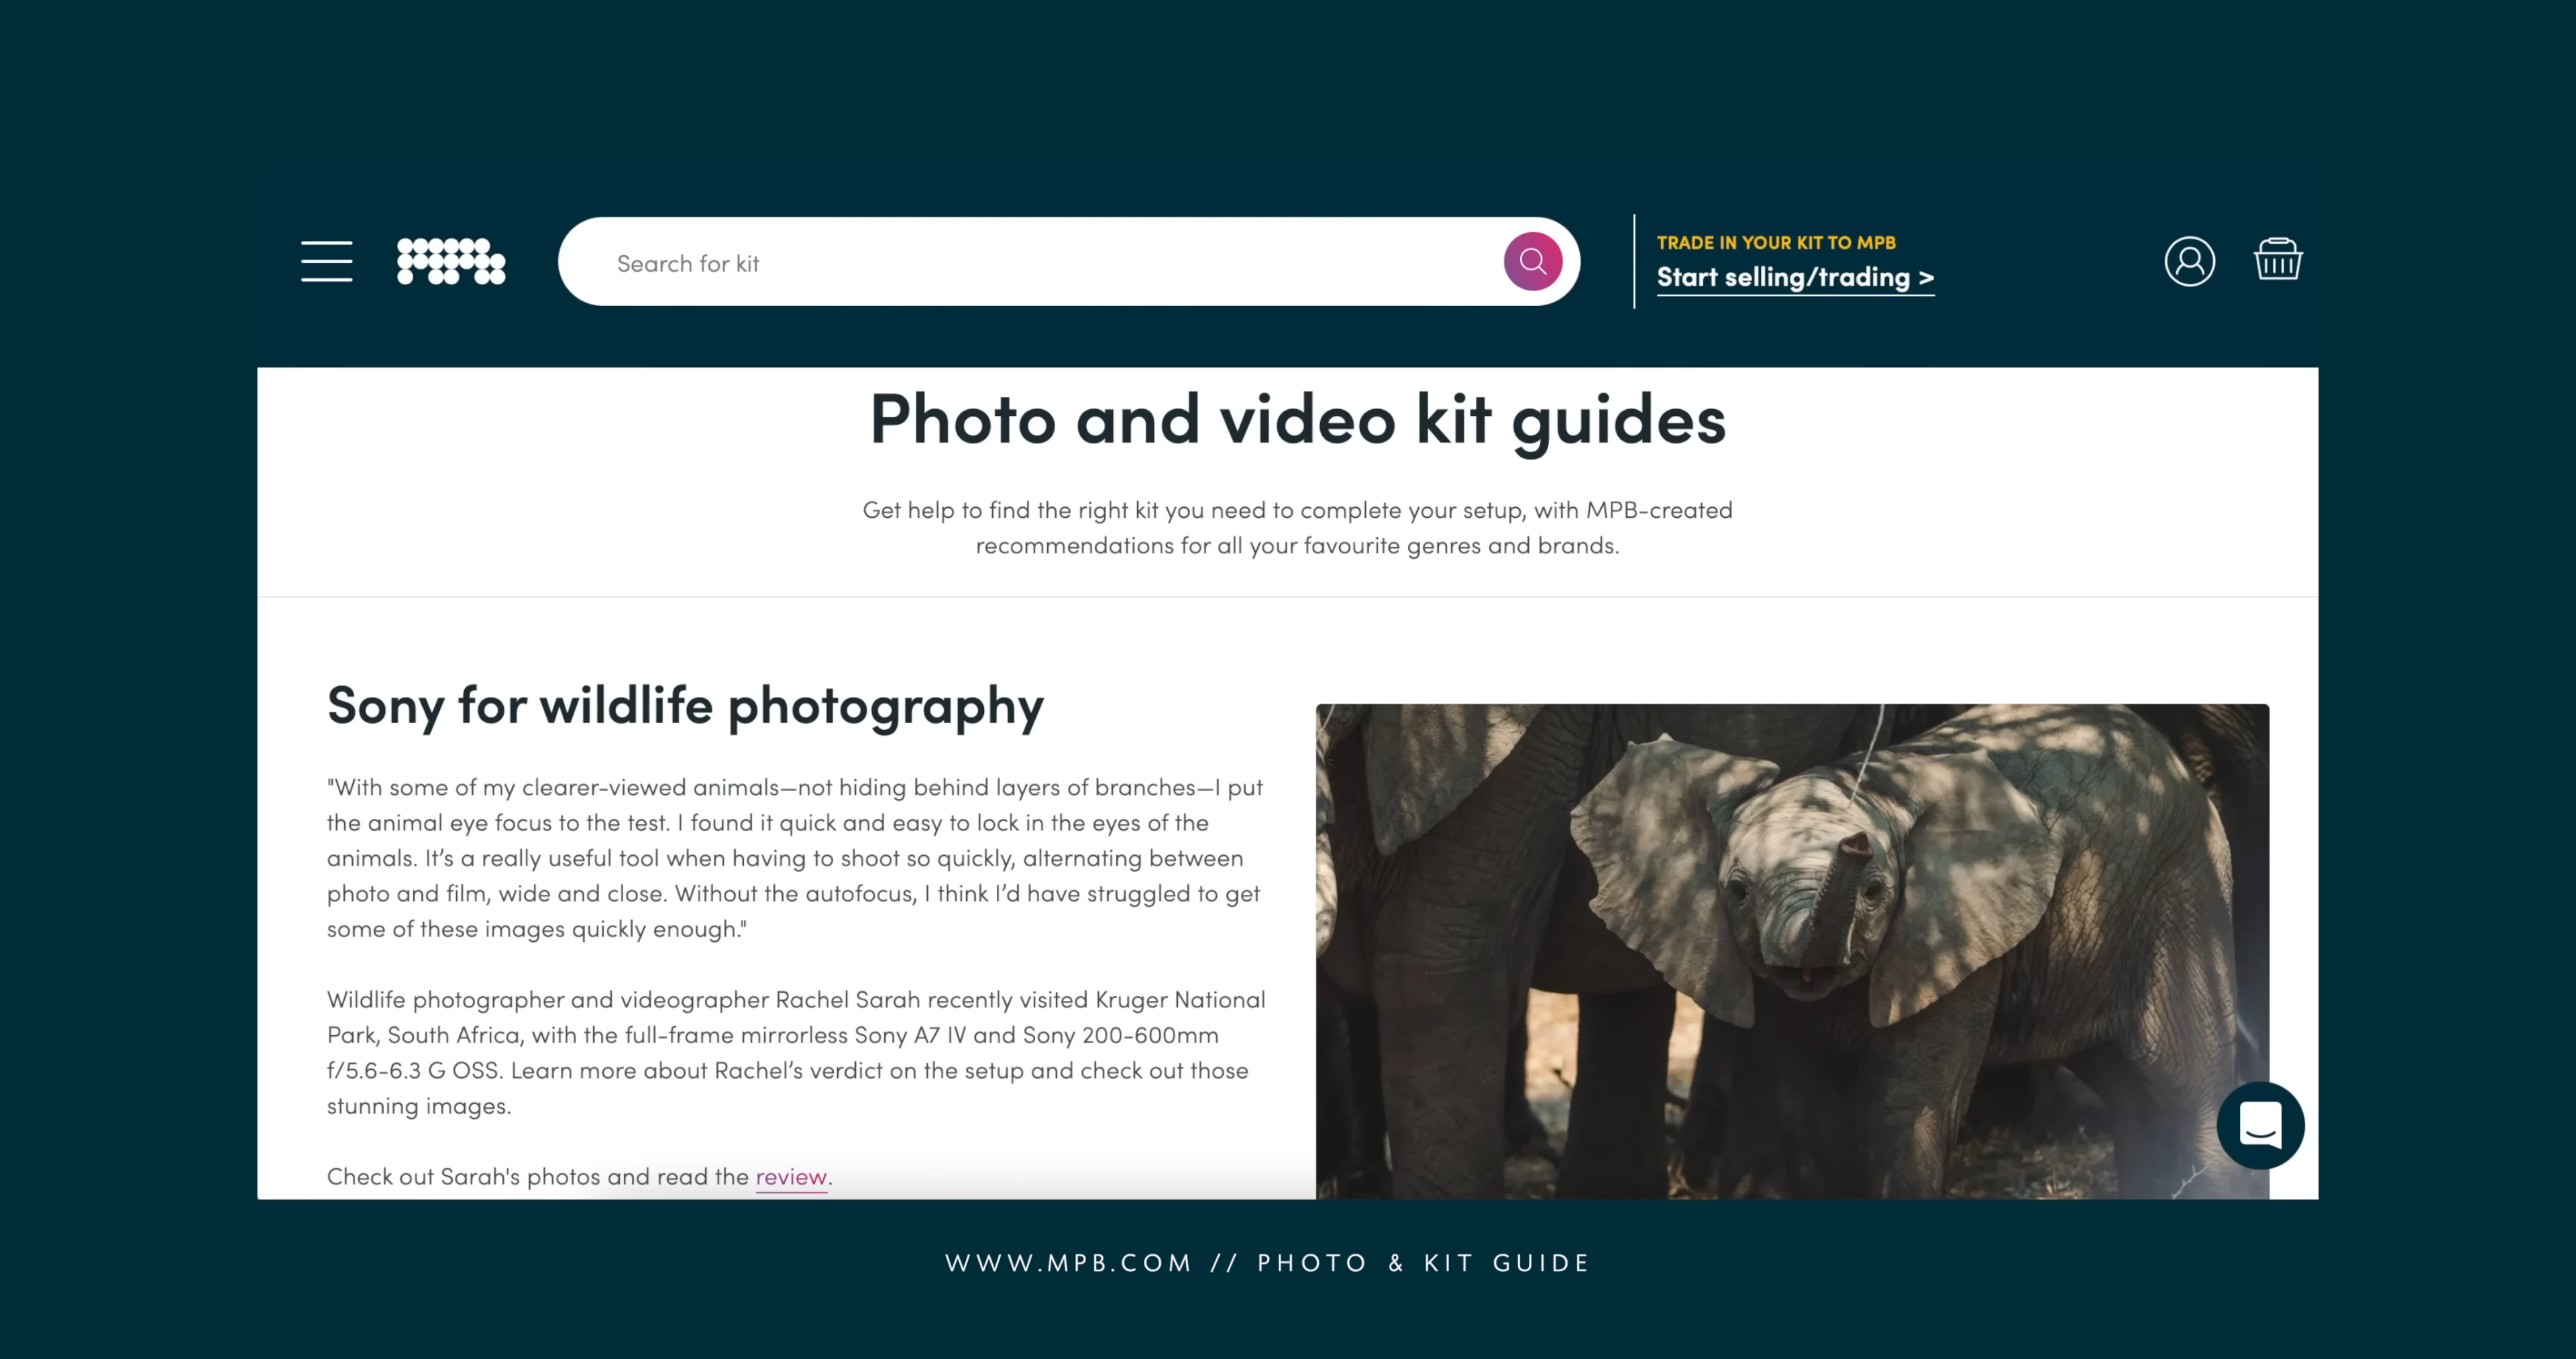 mpb
Search for kit
TRADE IN YOUR KIT TO MPB
Start selling/trading >
Photo and video kit guides
Get help to find the right kit you need to complete your setup, with MPB-created
recommendations for all your favourite genres and brands.
Sony for wildlife photography
"With some of my clearer-viewed animals—not hiding behind layers of branches—I put
the animal eye focus to the test. I found it quick and easy to lock in the eyes of the
animals. It’s a really useful tool when having to shoot so quickly, alternating between
photo and film, wide and close. Without the autofocus, I think I’d have struggled to get
some of these images quickly enough."
Wildlife photographer and videographer Rachel Sarah recently visited Kruger National
Park, South Africa, with the full-frame mirrorless Sony A7 IV and Sony 200-600mm
f/5.6-6.3 G OSS. Learn more about Rachel’s verdict on the setup and check out those
stunning images.
Check out Sarah's photos and read the review.
WWW.MPB.COM // PHOTO & KIT GUIDE